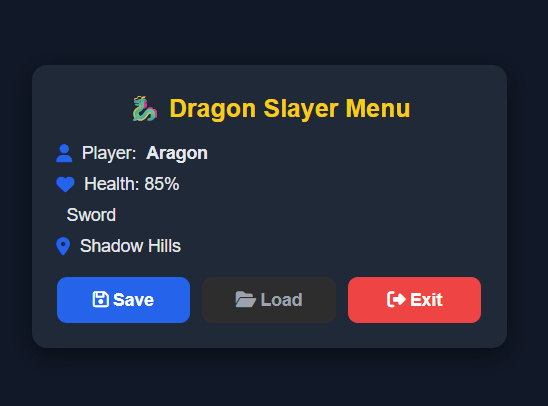 Dragon Slayer Menu
Player: Aragon
Health: 85%
Sword
Shadow Hills
Save
Load
Exit